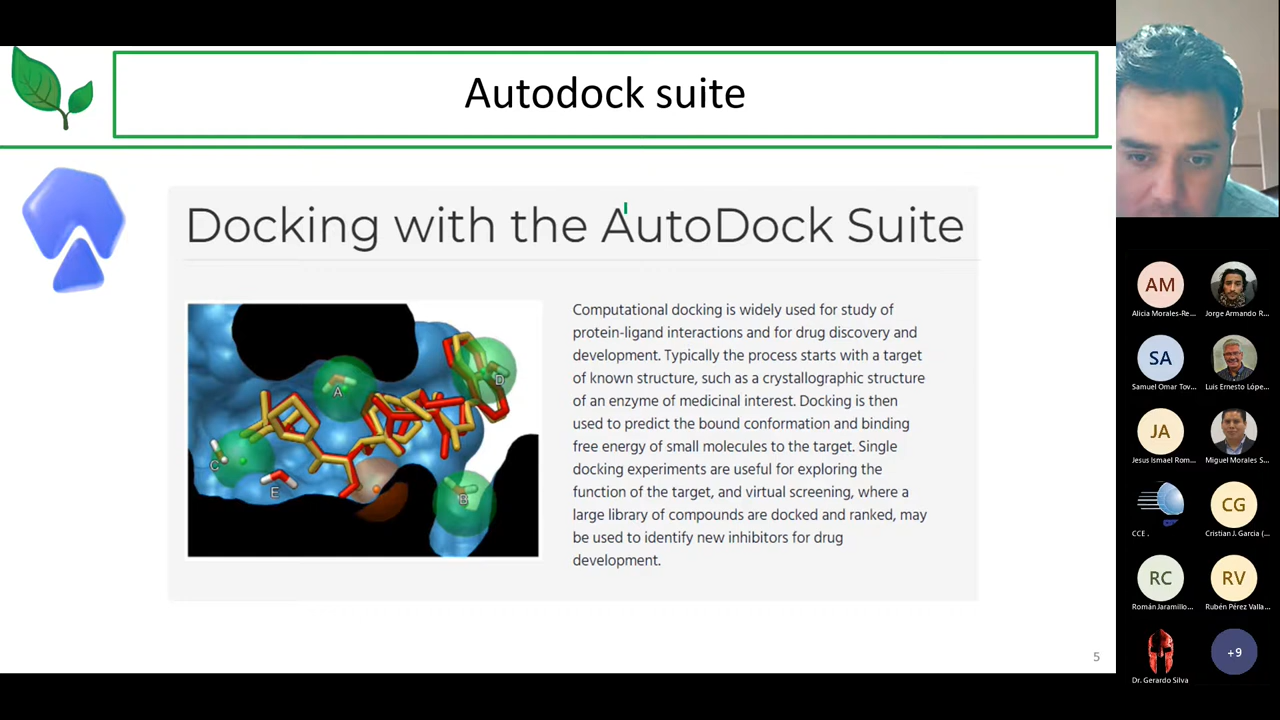 Autodock suite
Docking with the AutoDock Suite
Computational docking is widely used for study of
protein-ligand interactions and for drug discovery and
development. Typically the process starts with a target
of known structure, such as a crystallographic structure
of an enzyme of medicinal interest. Docking is then
used to predict the bound conformation and binding
free energy of small molecules to the target. Single
docking experiments are useful for exploring the
function of the target, and virtual screening, where a
large library of compounds are docked and ranked, may
be used to identify new inhibitors for drug
development.
A
D
C
E
B
5
AM
Alicia Morales-Re...
Jorge Armando R...
SA
Samuel Omar Tov...
Luis Ernesto Lópe...
JA
Jesus Ismael Rom...
Miguel Morales S...
CCE .
CG
Cristian J. Garcia (...
RC
Román Jaramillo...
RV
Rubén Pérez Valla...
Dr. Gerardo Silva
+9